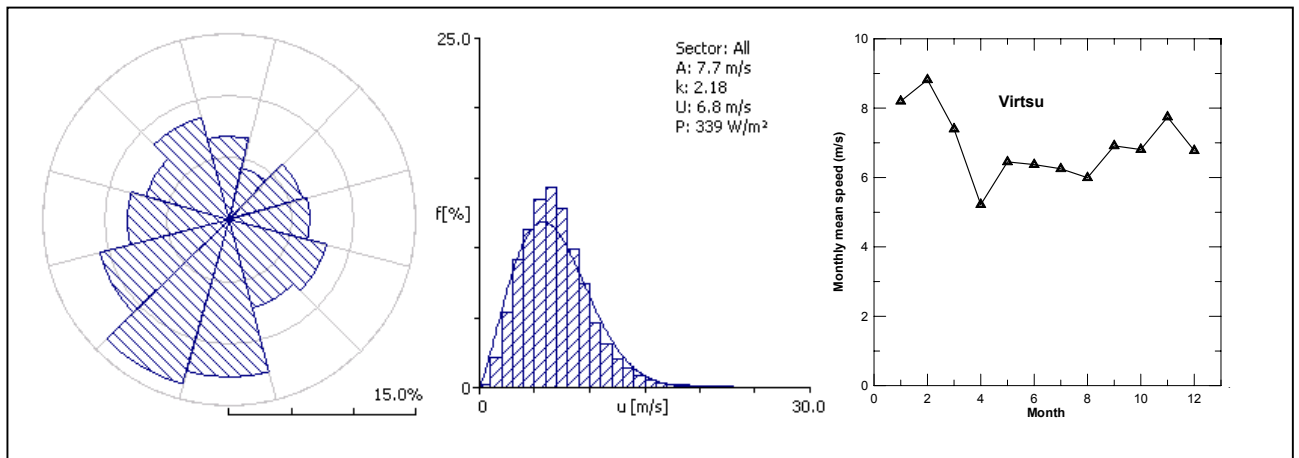 15.0%
25.0
f[%]
0
0
u [m/s]
30.0
Sector: All
A: 7.7 m/s
k: 2.18
U: 6.8 m/s
P: 339 W/m²
Virtsu
Monthly mean speed (m/s)
10
8
6
4
2
0
0 2 4 6 8 10 12
Month